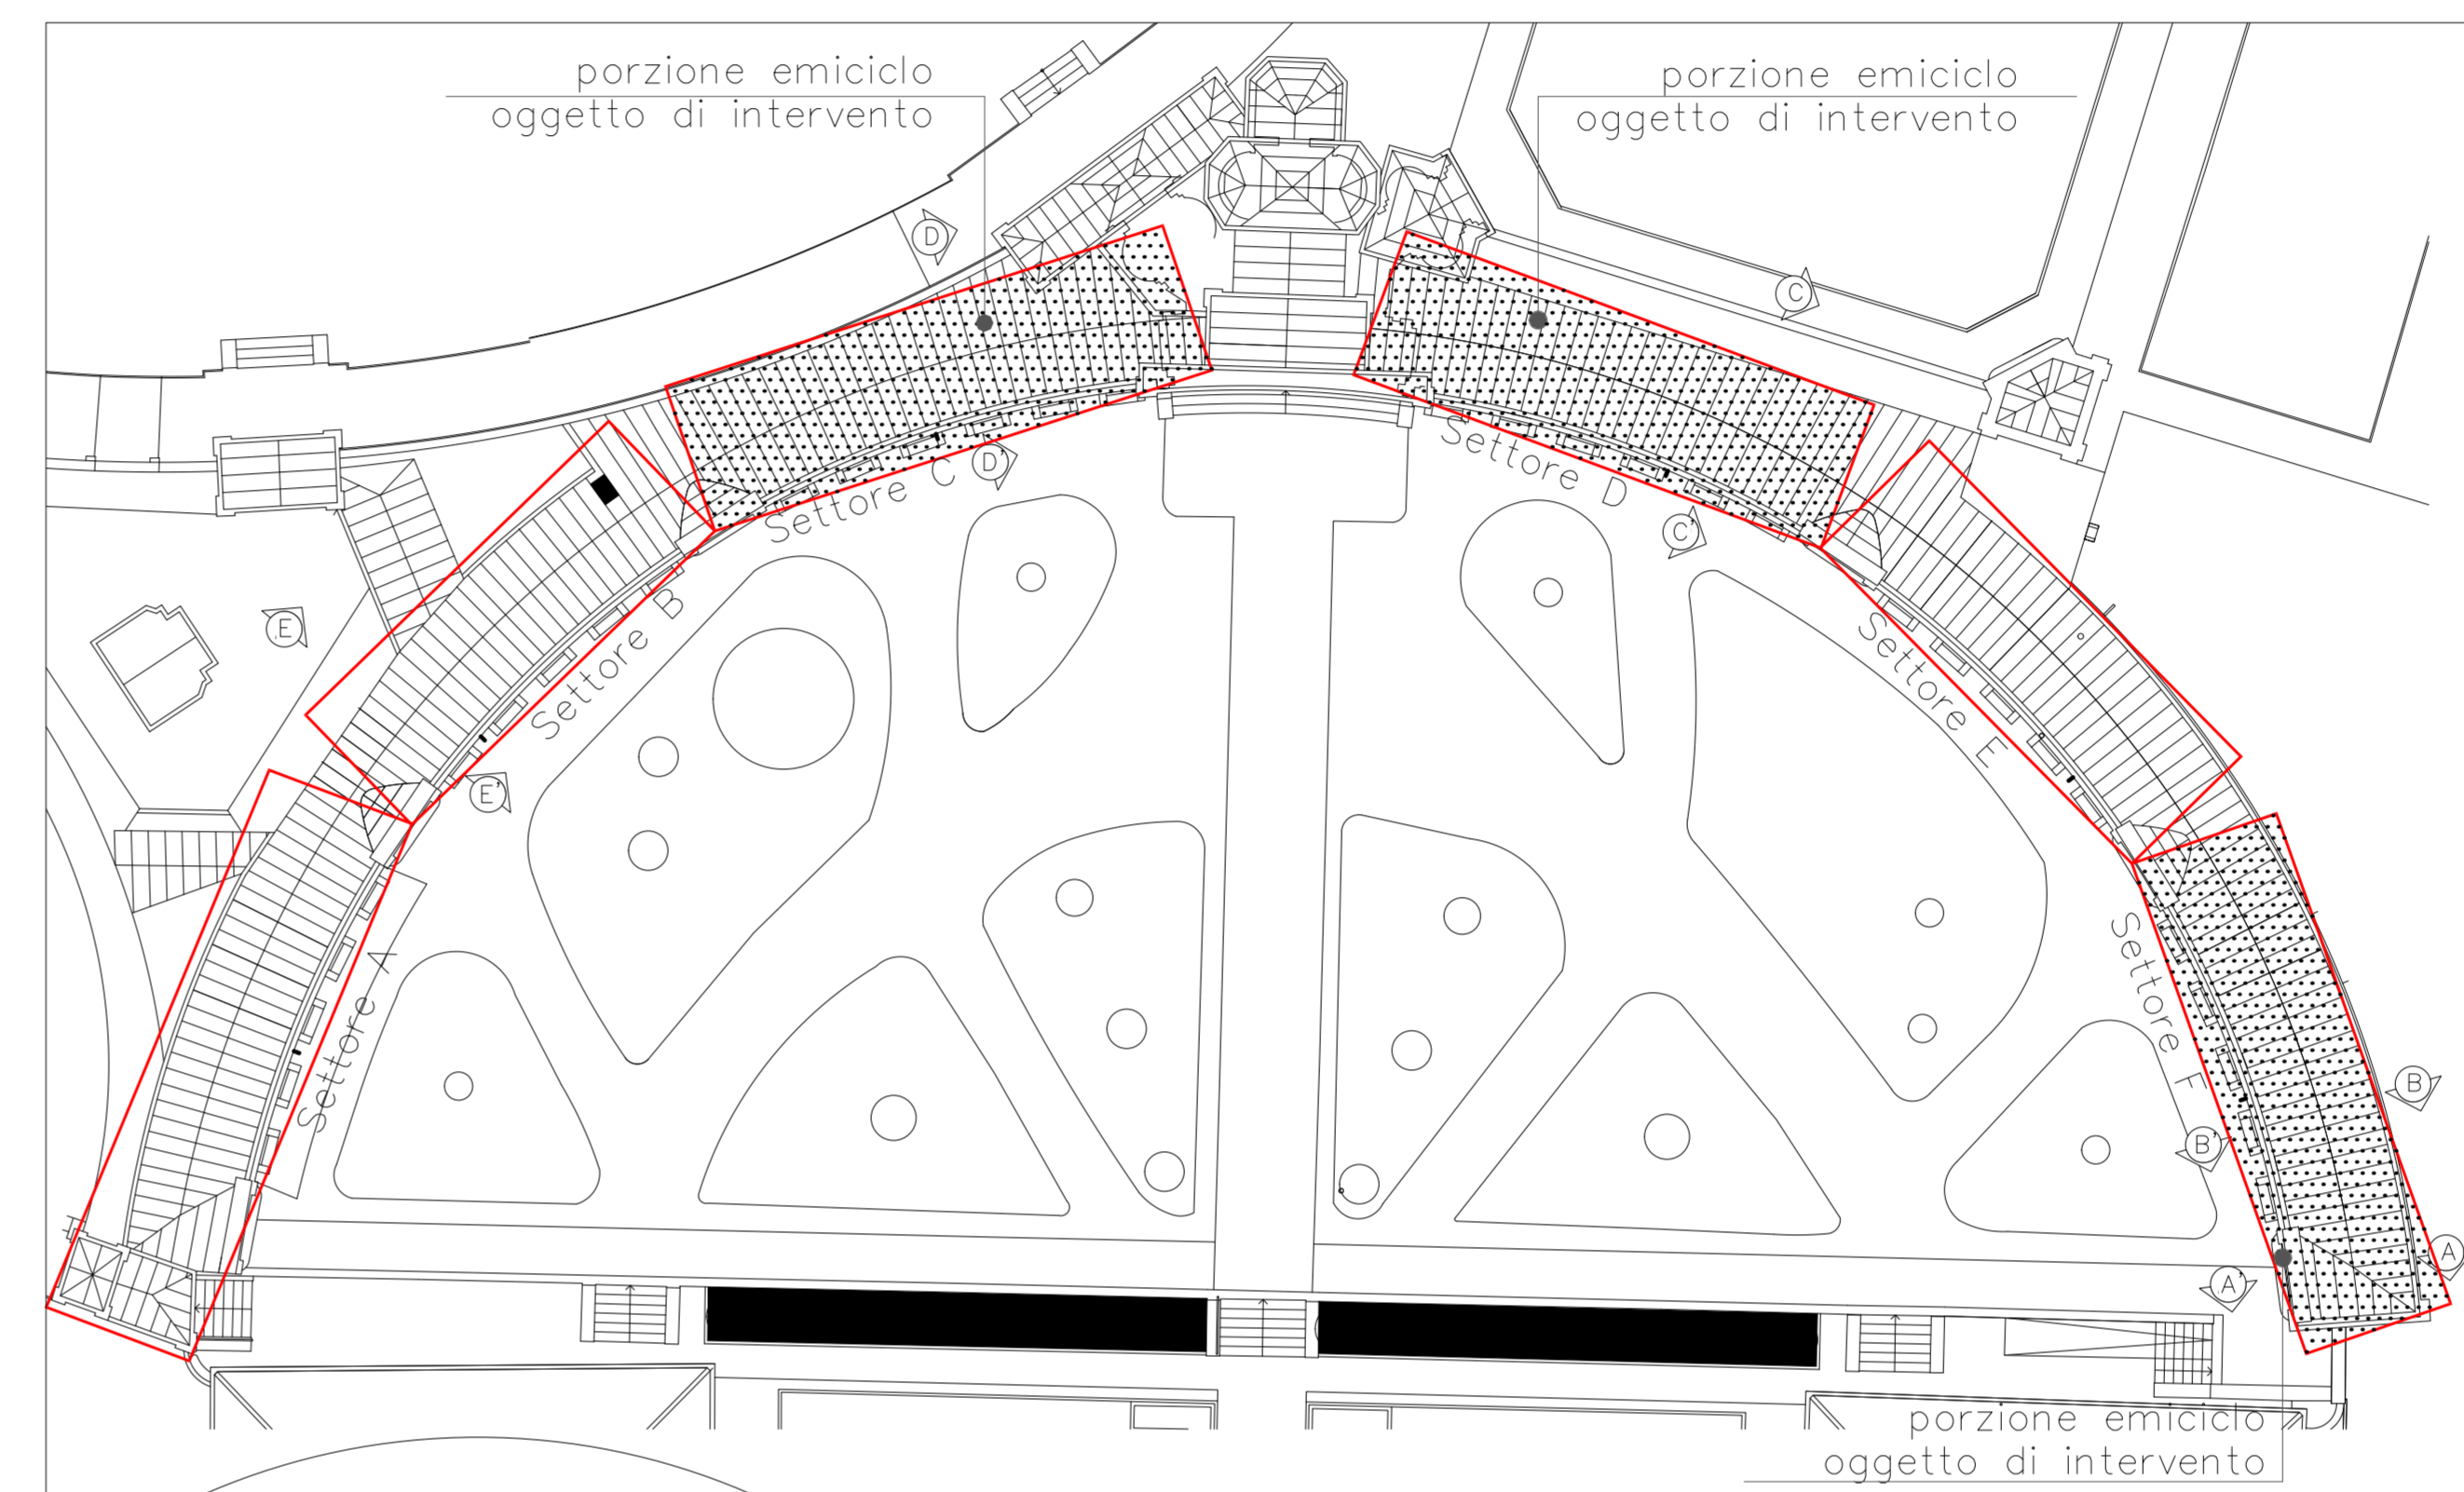 porzione emiciclo
oggetto di intervento
porzione emiciclo
oggetto di intervento
D
C
Settore C
D'
Settore D
C'
E
Settore B
Settore E
E'
Settore A
Settore F
B
B'
A
A'
porzione emiciclo
oggetto di intervento